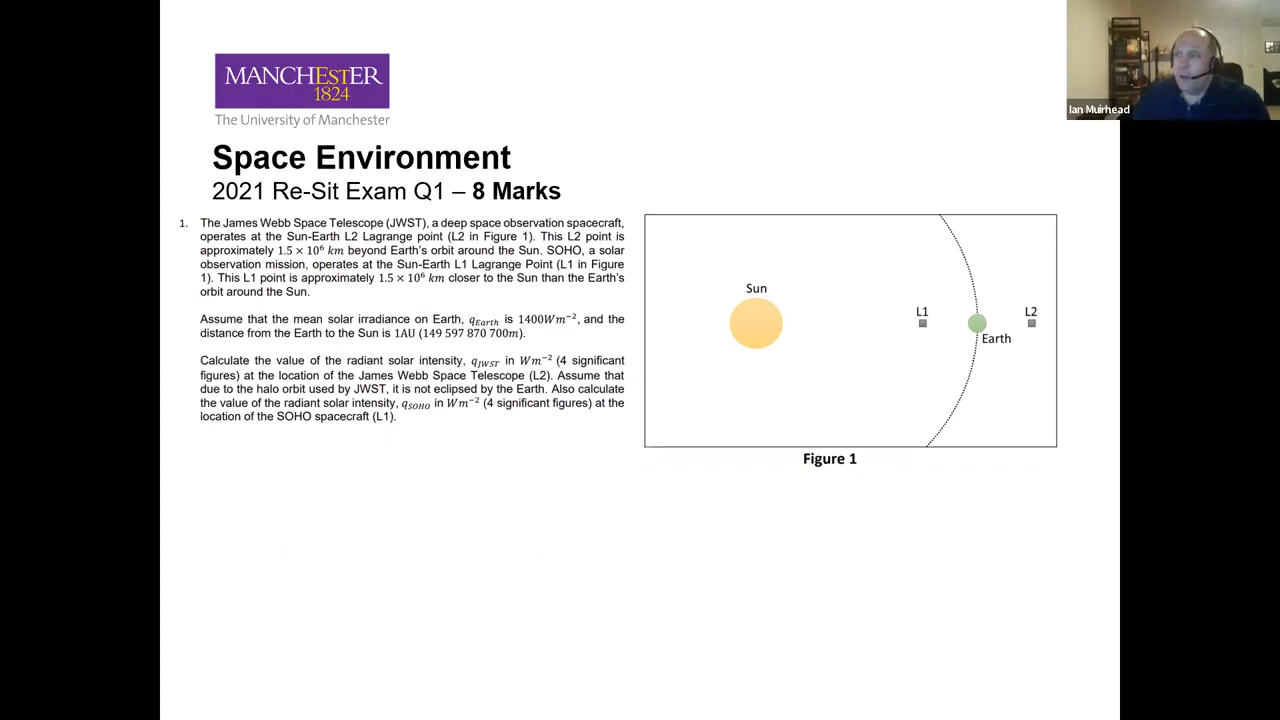 MANCHESTER
1824
The University of Manchester
Ian Muirhead
Space Environment
2021 Re-Sit Exam Q1 – 8 Marks
1. The James Webb Space Telescope (JWST), a deep space observation spacecraft,
operates at the Sun-Earth L2 Lagrange point (L2 in Figure 1). This L2 point is
approximately 1.5 × 10⁶ km beyond Earth's orbit around the Sun. SOHO, a solar
observation mission, operates at the Sun-Earth L1 Lagrange Point (L1 in Figure
1). This L1 point is approximately 1.5 × 10⁶ km closer to the Sun than the Earth's
orbit around the Sun.
Assume that the mean solar irradiance on Earth, q_Earth is 1400Wm⁻², and the
distance from the Earth to the Sun is 1AU (149 597 870 700m).
Calculate the value of the radiant solar intensity, q_JWST in Wm⁻² (4 significant
figures) at the location of the James Webb Space Telescope (L2). Assume that
due to the halo orbit used by JWST, it is not eclipsed by the Earth. Also calculate
the value of the radiant solar intensity, q_SOHO in Wm⁻² (4 significant figures) at the
location of the SOHO spacecraft (L1).
Sun
L1
L2
Earth
Figure 1